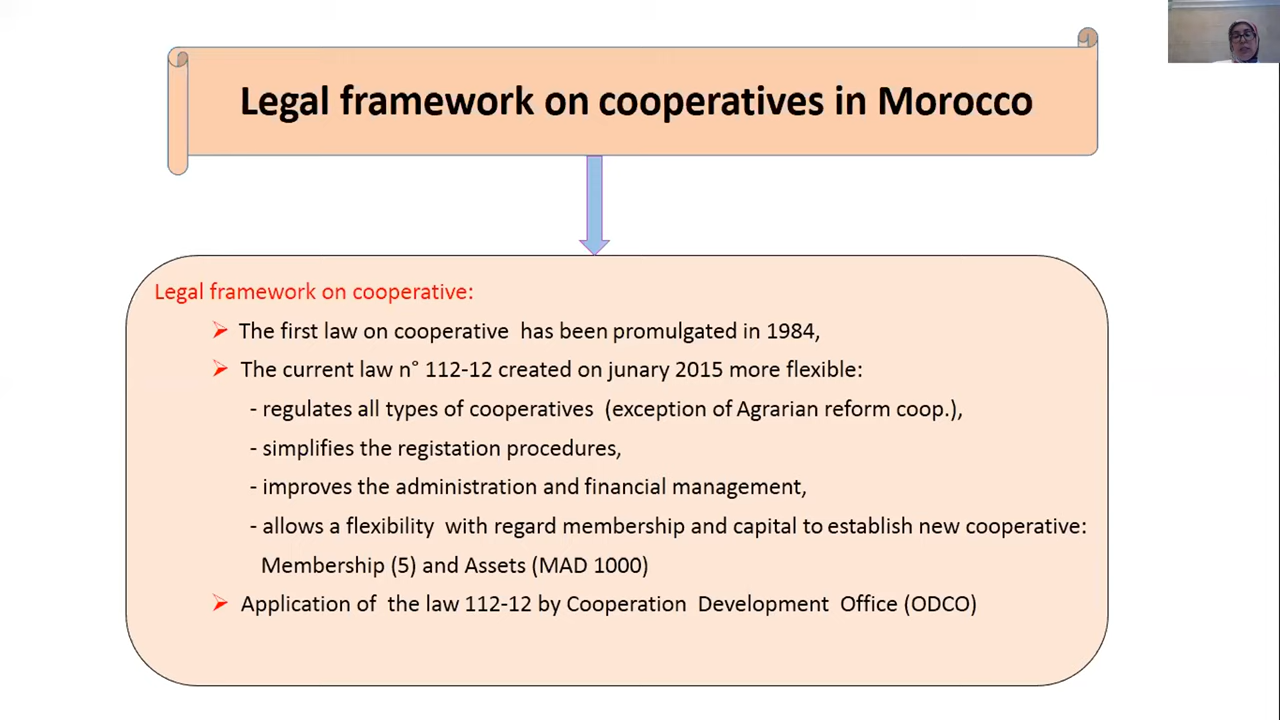 Legal framework on cooperatives in Morocco
Legal framework on cooperative:
The first law on cooperative has been promulgated in 1984,
The current law n° 112-12 created on junary 2015 more flexible:
- regulates all types of cooperatives (exception of Agrarian reform coop.),
- simplifies the registation procedures,
- improves the administration and financial management,
- allows a flexibility with regard membership and capital to establish new cooperative:
Membership (5) and Assets (MAD 1000)
Application of the law 112-12 by Cooperation Development Office (ODCO)